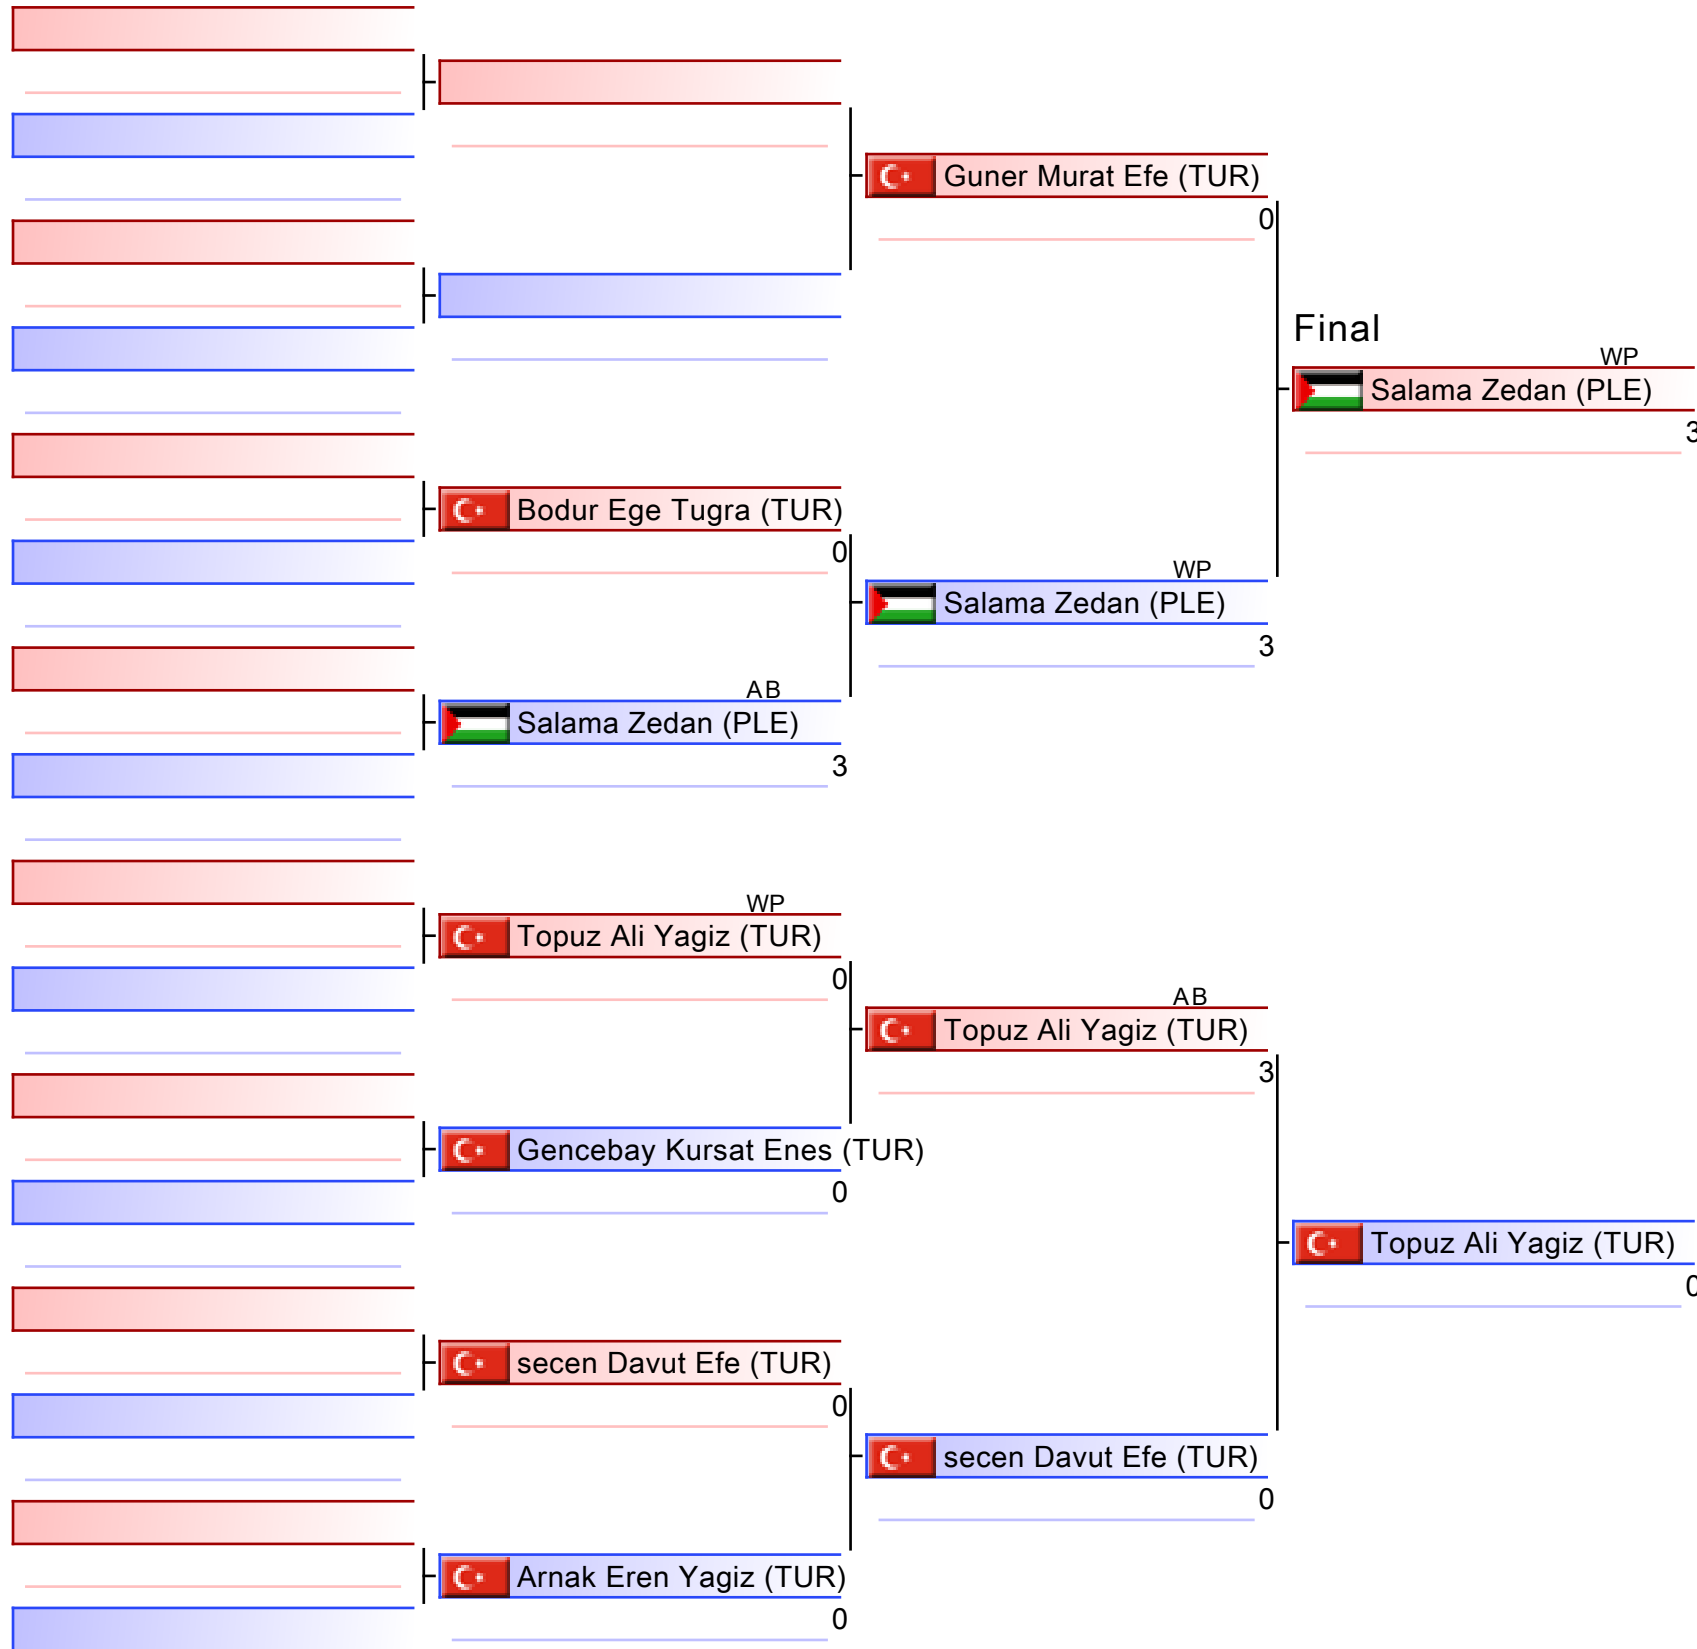 Guner Murat Efe (TUR)
0
Final
WP
Salama Zedan (PLE)
3
Bodur Ege Tugra (TUR)
0
WP
Salama Zedan (PLE)
3
AB
Salama Zedan (PLE)
3
WP
Topuz Ali Yagiz (TUR)
0
AB
Topuz Ali Yagiz (TUR)
3
Gencebay Kursat Enes (TUR)
0
Topuz Ali Yagiz (TUR)
0
secen Davut Efe (TUR)
0
secen Davut Efe (TUR)
0
Arnak Eren Yagiz (TUR)
0